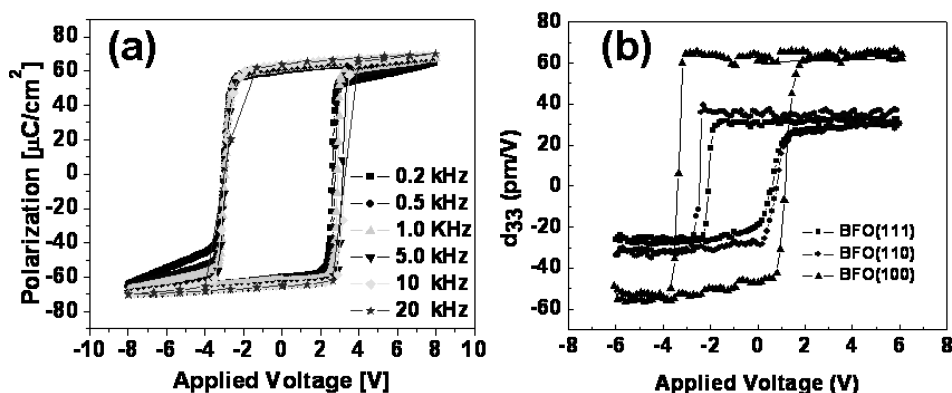 (a)
Polarization [µC/cm²]
80
60
40
20
0
-20
-40
-60
-80
-10 -8 -6 -4 -2 0 2 4 6 8 10
Applied Voltage [V]
0.2 kHz
0.5 kHz
1.0 KHz
5.0 kHz
10 kHz
20 kHz
(b)
d33 (pm/V)
80
60
40
20
0
-20
-40
-60
-8 -6 -4 -2 0 2 4 6 8
Applied Voltage (V)
BFO(111)
BFO(110)
BFO(100)